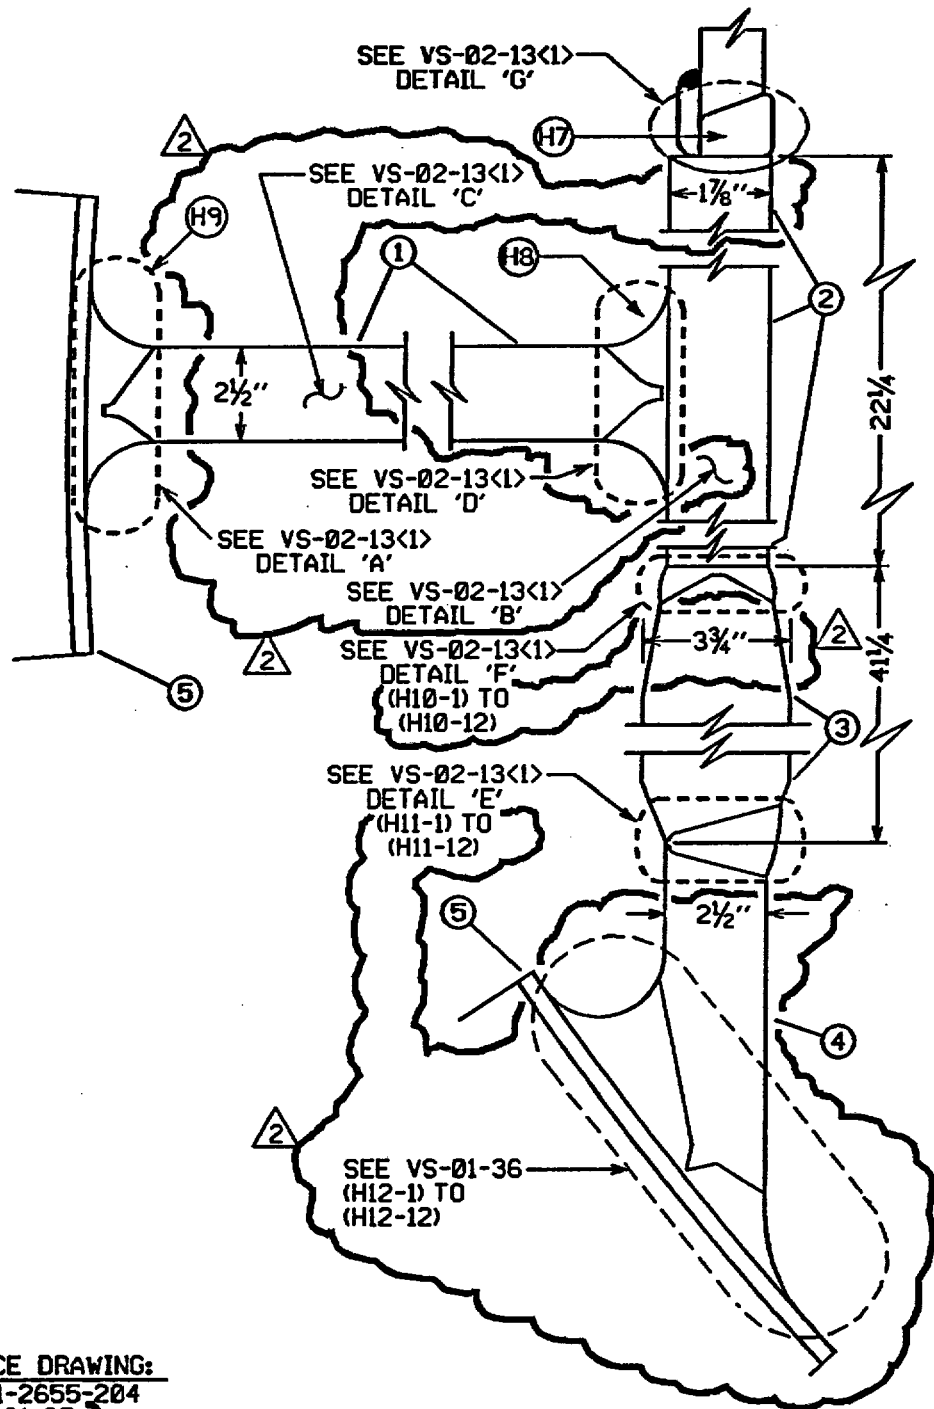 SEE VS-02-13<1>
DETAIL 'G'
H7
2
SEE VS-02-13<1>
DETAIL 'C'
1⅞"
H9
1
H8
2
2½"
22¼
SEE VS-02-13<1>
DETAIL 'D'
SEE VS-02-13<1>
DETAIL 'A'
SEE VS-02-13<1>
DETAIL 'B'
2
SEE VS-02-13<1>
DETAIL 'F'
(H10-1) TO
(H10-12)
3¾"
2
41¼
5
3
SEE VS-02-13<1>
DETAIL 'E'
(H11-1) TO
(H11-12)
5
2½"
4
2
SEE VS-01-36
(H12-1) TO
(H12-12)
CE DRAWING:
-2655-204